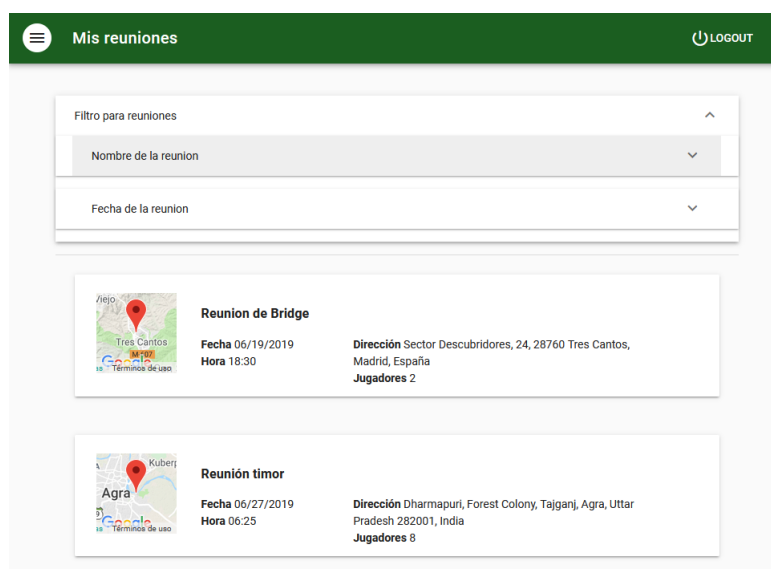 Mis reuniones
LOGOUT
Filtro para reuniones
Nombre de la reunion
Fecha de la reunion
Viejo
Tres Cantos
M-607
Google
Términos de uso
Reunion de Bridge
Fecha 06/19/2019
Hora 18:30
Dirección Sector Descubridores, 24, 28760 Tres Cantos,
Madrid, España
Jugadores 2
Agra
Google
Términos de uso
Reunión timor
Fecha 06/27/2019
Hora 06:25
Dirección Dharmapuri, Forest Colony, Tajganj, Agra, Uttar
Pradesh 282001, India
Jugadores 8